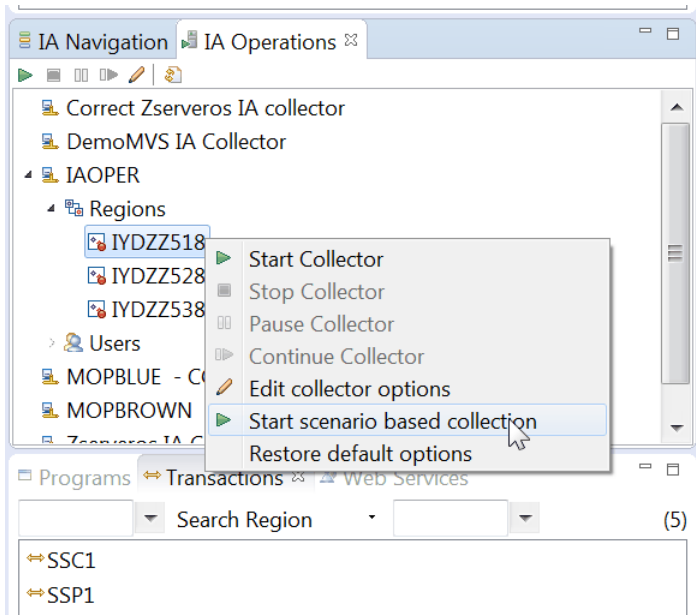 IA Navigation IA Operations
Correct Zserveros IA collector
DemoMVS IA Collector
IAOPER
Regions
IYDZZ518
IYDZZ528
IYDZZ538
Users
MOPBLUE - C
MOPBROWN
Zserveros IA C
Start Collector
Stop Collector
Pause Collector
Continue Collector
Edit collector options
Start scenario based collection
Restore default options
Programs Transactions Web Services
Search Region (5)
SSC1
SSP1